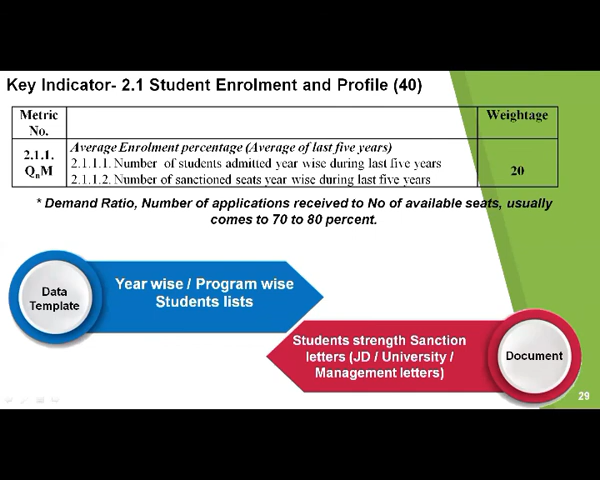 Key Indicator- 2.1 Student Enrolment and Profile (40)
Metric No. Weightage
2.1.1. QnM
Average Enrolment percentage (Average of last five years)
2.1.1.1. Number of students admitted year wise during last five years
2.1.1.2. Number of sanctioned seats year wise during last five years
20
* Demand Ratio, Number of applications received to No of available seats, usually
comes to 70 to 80 percent.
Data
Template
Year wise / Program wise
Students lists
Students strength Sanction
letters (JD / University /
Management letters)
Document
29